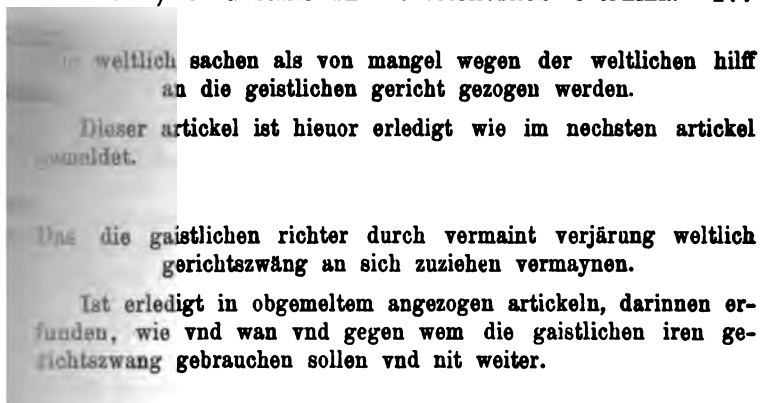 weltlich sachen als von mangel wegen der weltlichen hilff
an die geistlichen gericht gezogen werden.
Dieser artickel ist hieuor erledigt wie im nechsten artickel
gemeldet.
Das die gaistlichen richter durch vermaint verjärung weltlich
gerichtszwäng an sich zuziehen vermaynen.
Ist erledigt in obgemeltem angezogen artickeln, darinnen er-
funden, wie vnd wan vnd gegen wem die gaistlichen iren ge-
richtszwang gebrauchen sollen vnd nit weiter.